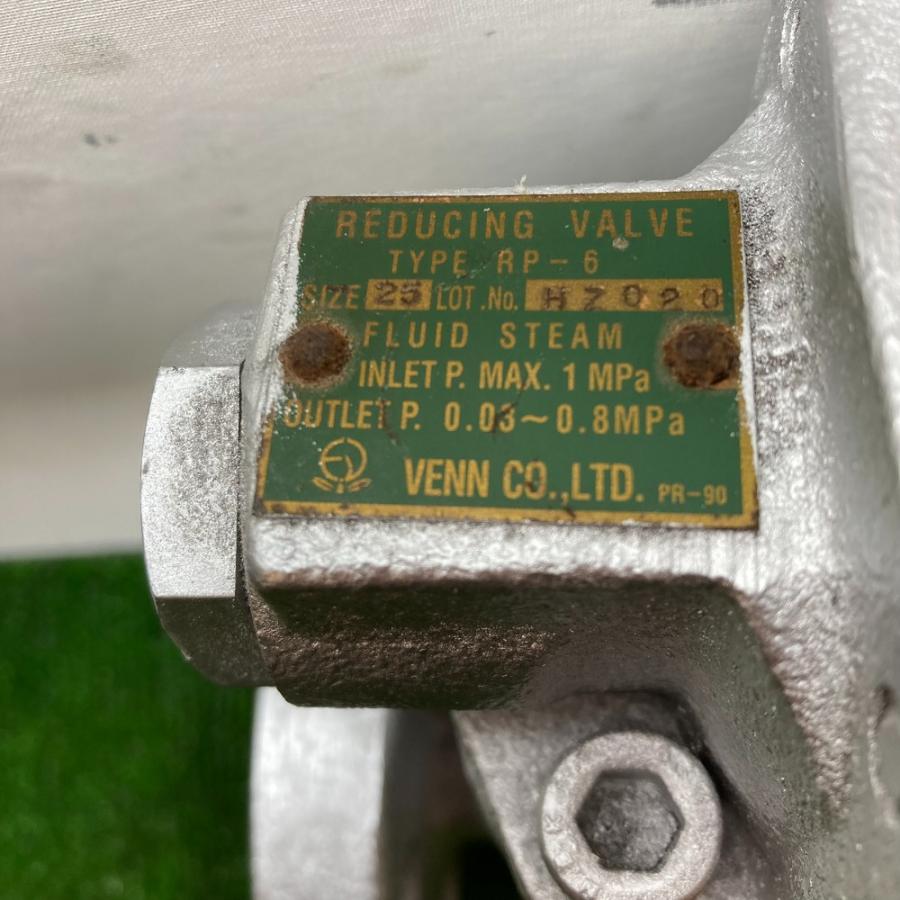 REDUCING VALVE
TYPE RP-6
SIZE 25 LOT.No. H7020
FLUID STEAM
INLET P. MAX. 1 MPa
OUTLET P. 0.03~0.8MPa
VENN CO.,LTD. PR-90